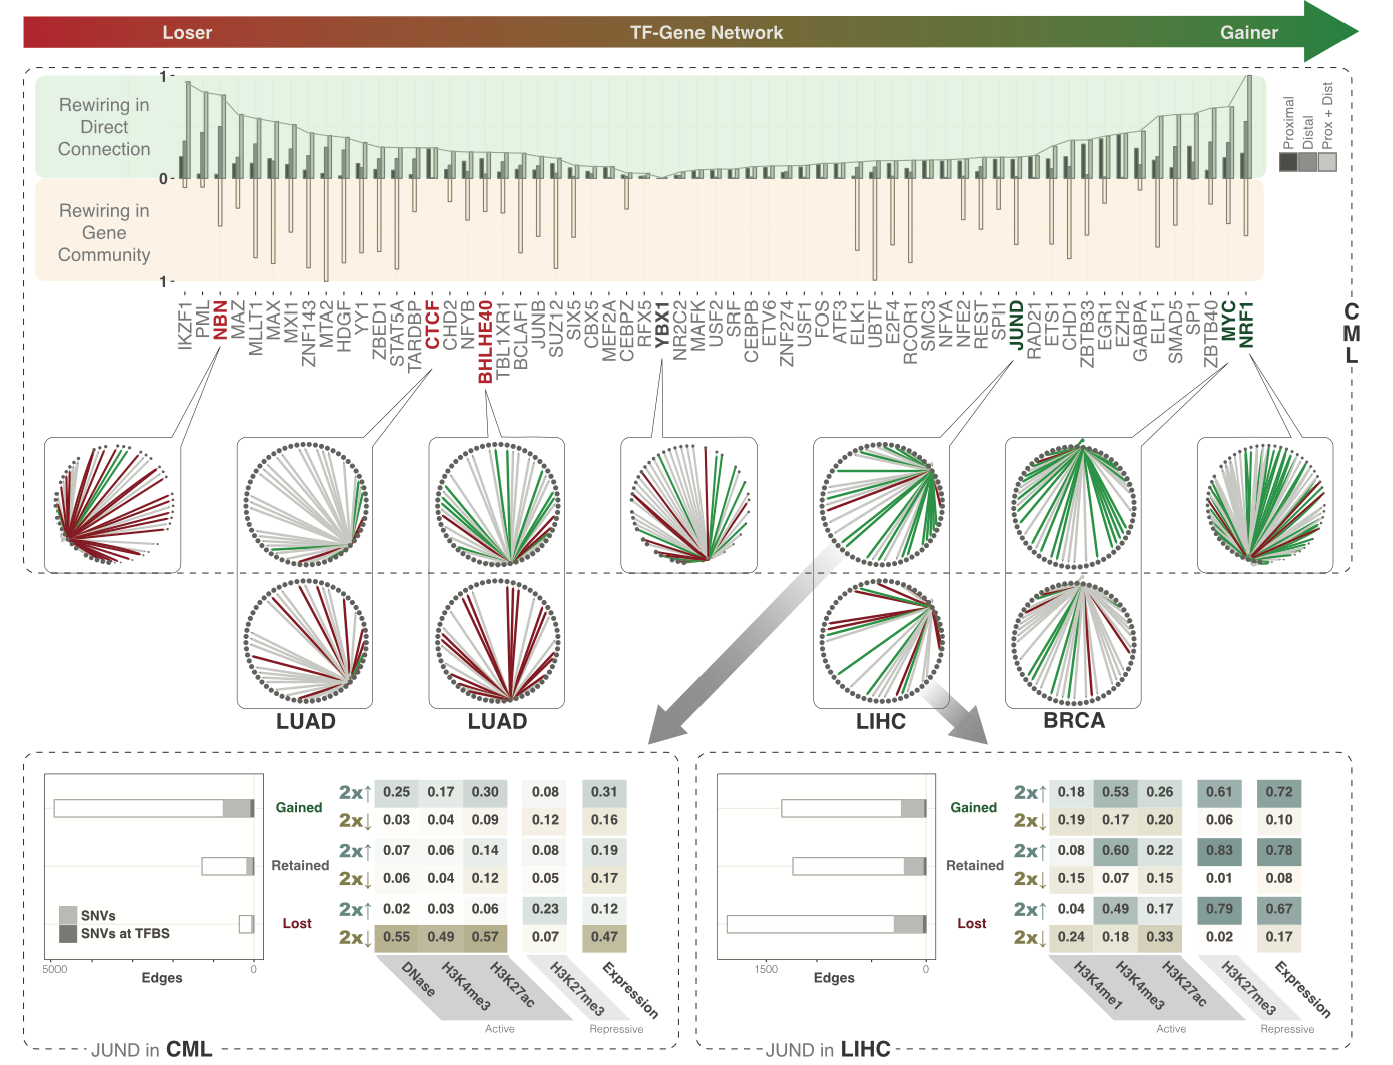 Loser TF-Gene Network Gainer
1
Rewiring in
Direct
Connection
0
Rewiring in
Gene
Community
1
Proximal
Distal
Prox + Dist
IKZF1
PML
NBN
MAZ
MLLT1
MAX
MXI1
ZNF143
MTA2
HDGF
YY1
ZBED1
STAT5A
TARDBP
CTCF
CHD2
NFYB
BHLHE40
TBL1XR1
BCLAF1
JUNB
SUZ12
SIX5
CBX5
MEF2A
CEBPZ
RFX5
YBX1
NR2C2
MAFK
USF2
SRF
CEBPB
ETV6
ZNF274
USF1
FOS
ATF3
ELK1
UBTF
E2F4
RCOR1
SMC3
NFYA
NFE2
REST
SPI1
JUND
RAD21
ETS1
CHD1
ZBTB33
EGR1
EZH2
GABPA
ELF1
SMAD5
SP1
ZBTB40
MYC
NRF1
C
M
L
LUAD LUAD LIHC BRCA
Gained
Retained
Lost
SNVs
SNVs at TFBS
5000 0
Edges
2x↑ 0.25 0.17 0.30 0.08 0.31
2x↓ 0.03 0.04 0.09 0.12 0.16
2x↑ 0.07 0.06 0.14 0.08 0.19
2x↓ 0.06 0.04 0.12 0.05 0.17
2x↑ 0.02 0.03 0.06 0.23 0.12
2x↓ 0.55 0.49 0.57 0.07 0.47
DNase
H3K4me3
H3K27ac
H3K27me3
Expression
Active Repressive
JUND in CML
Gained
Retained
Lost
1500 0
Edges
2x↑ 0.18 0.53 0.26 0.61 0.72
2x↓ 0.19 0.17 0.20 0.06 0.10
2x↑ 0.08 0.60 0.22 0.83 0.78
2x↓ 0.15 0.07 0.15 0.01 0.08
2x↑ 0.04 0.49 0.17 0.79 0.67
2x↓ 0.24 0.18 0.33 0.02 0.17
H3K4me1
H3K4me3
H3K27ac
H3K27me3
Expression
Active Repressive
JUND in LIHC